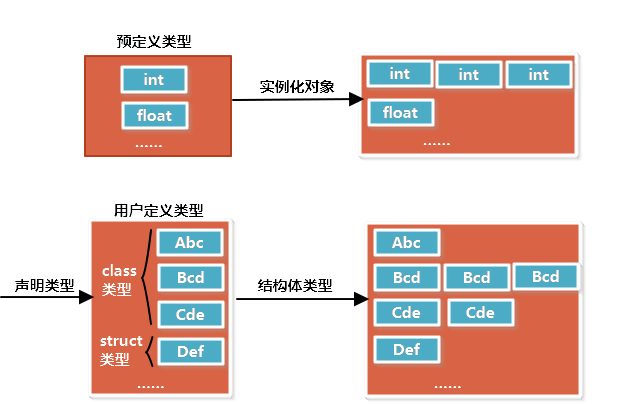 预定义类型
int
float
......
实例化对象
int int int
float
......
用户定义类型
声明类型
class
类型
Abc
Bcd
Cde
struct
类型
Def
......
结构体类型
Abc
Bcd Bcd Bcd
Cde Cde
Def
......